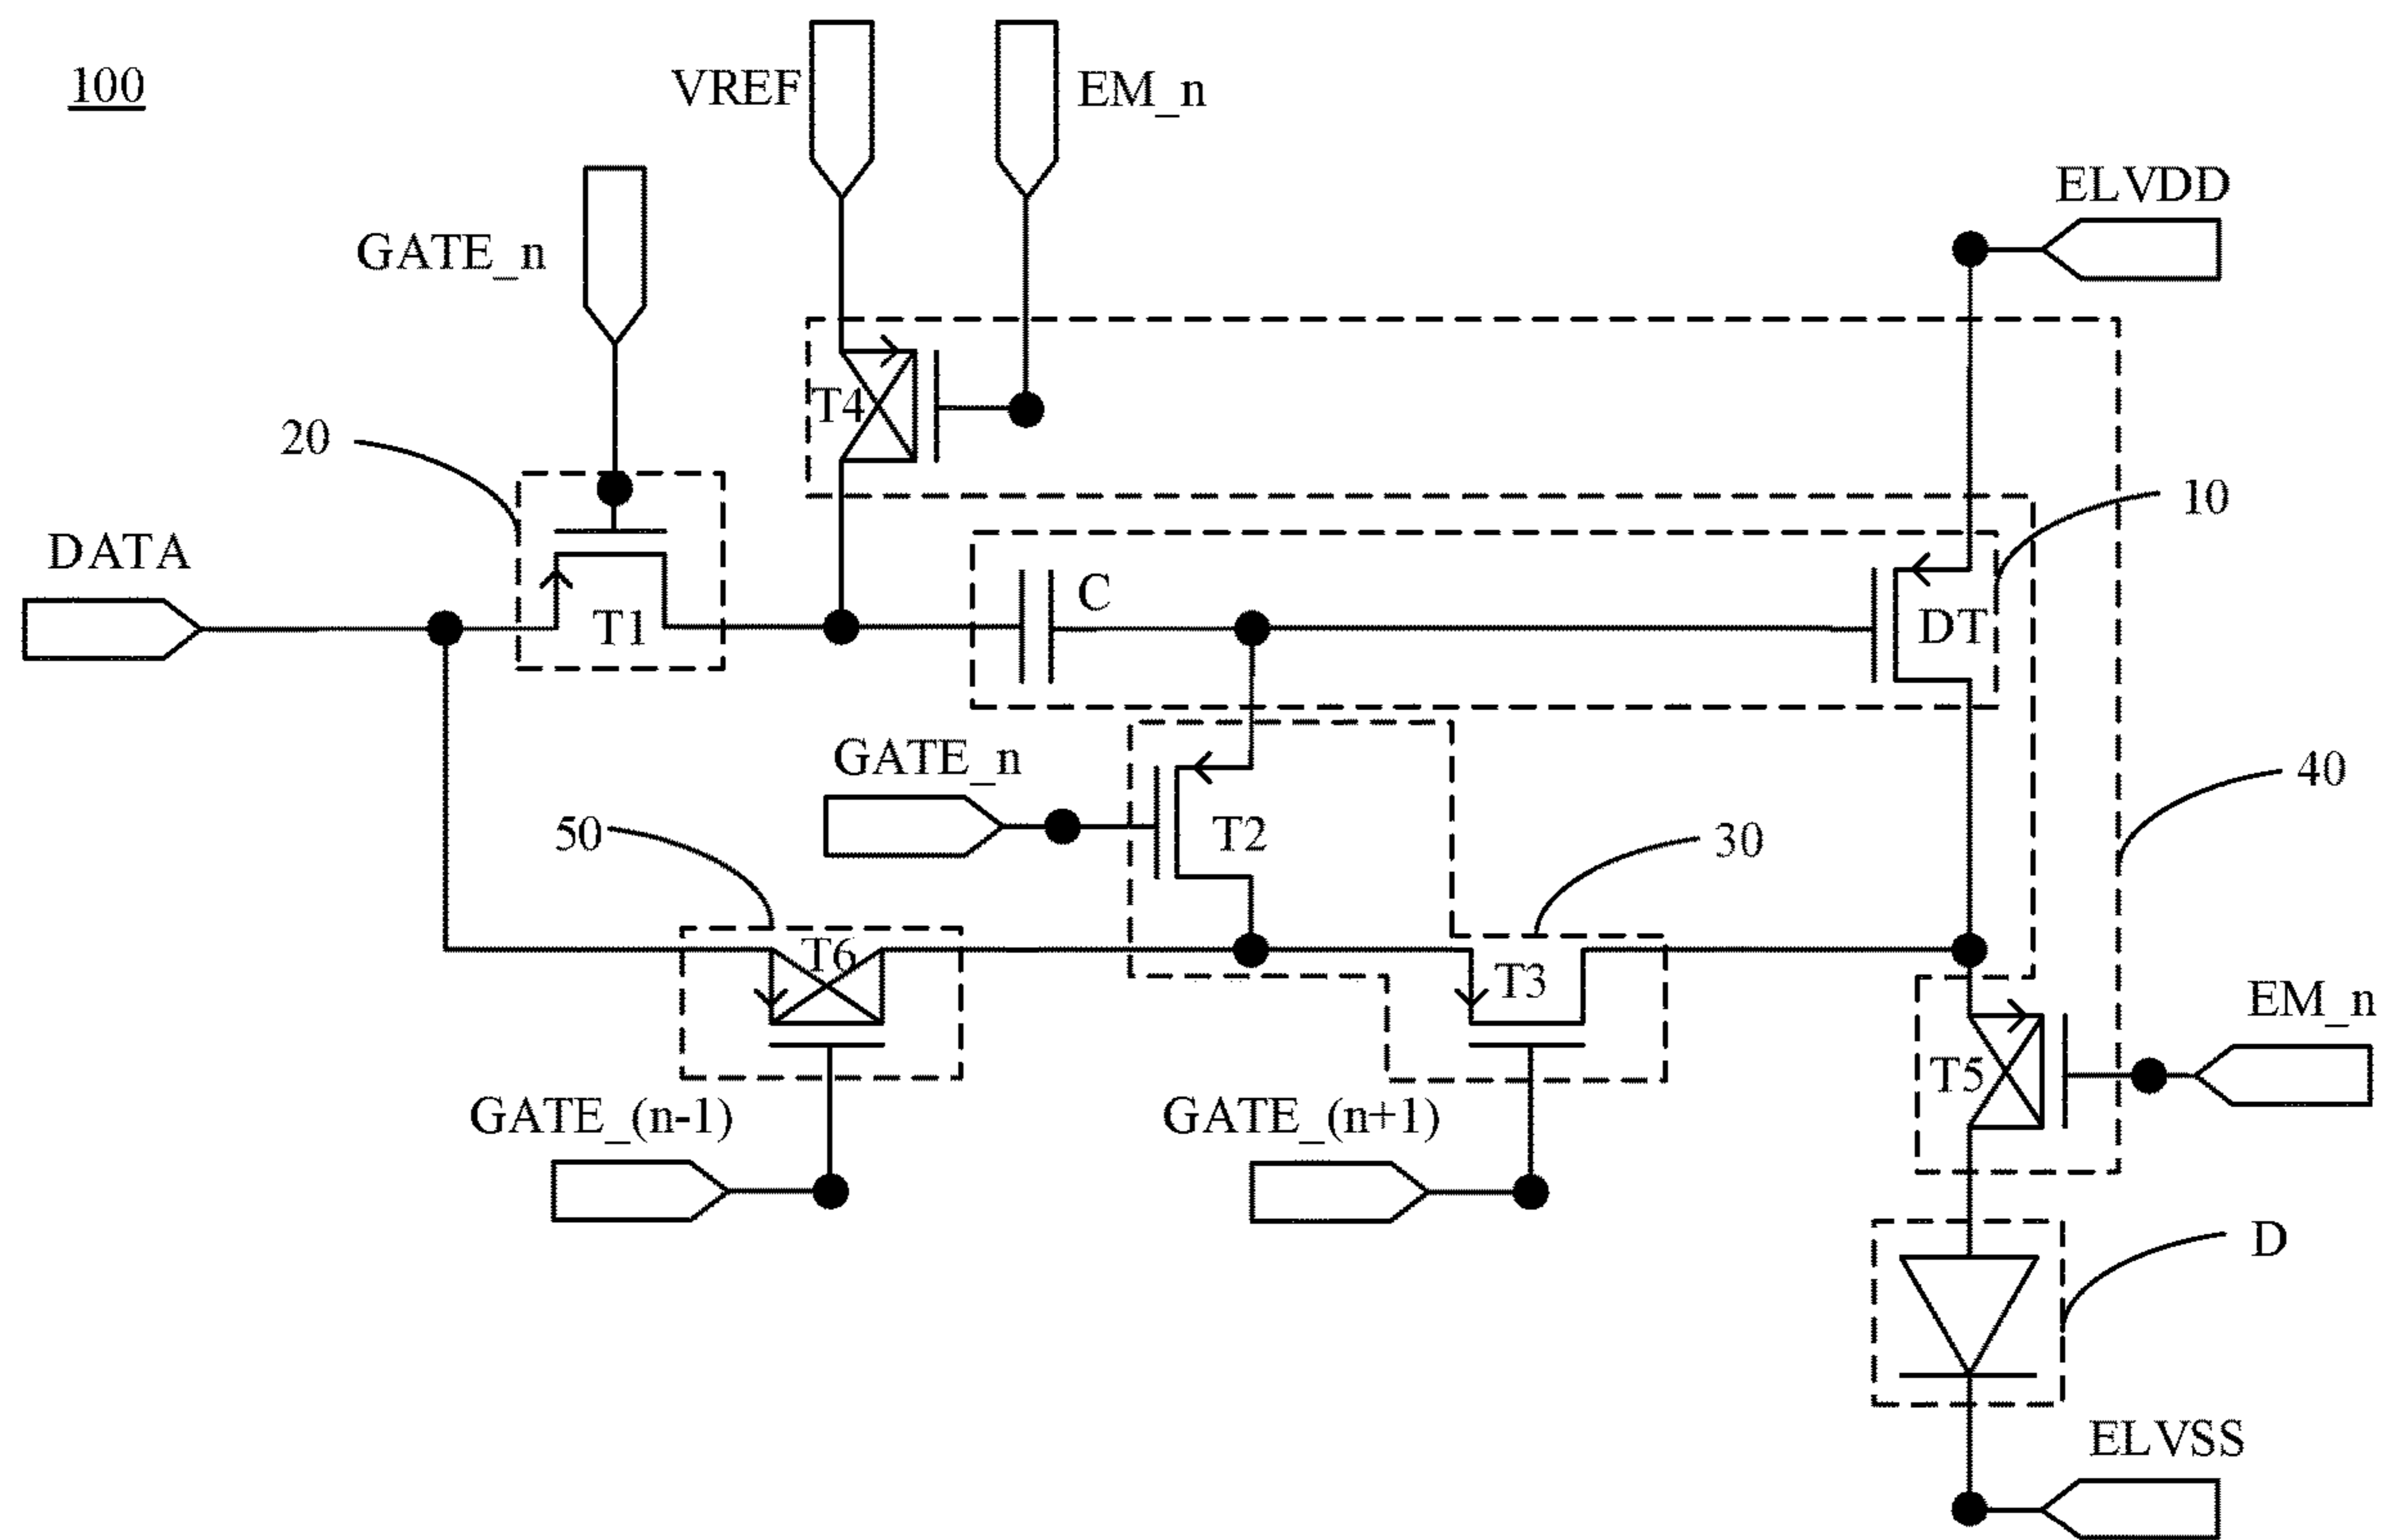 100
VREF
EM_n
GATE_n
ELVDD
T4
20
10
DATA
C
T1
DT
GATE_n
40
T2
50
30
T6
T3
EM_n
T5
GATE_(n-1)
GATE_(n+1)
D
ELVSS